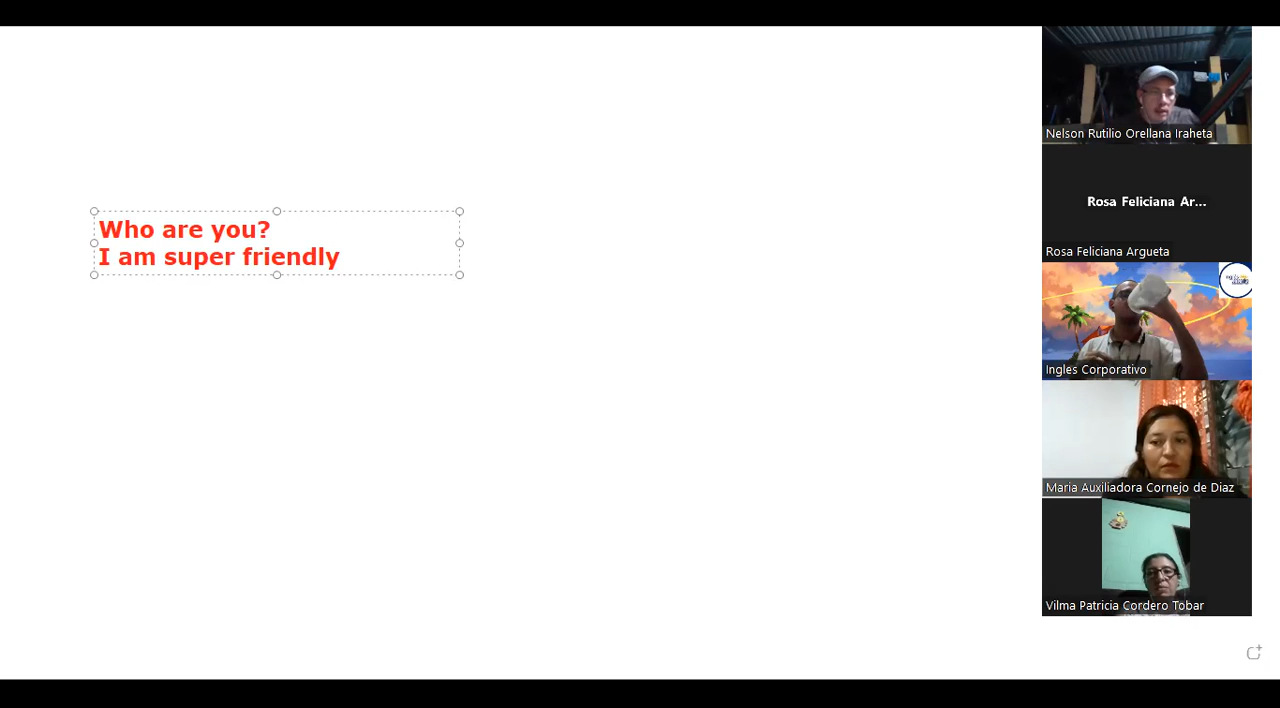 Who are you?
I am super friendly
Nelson Rutilio Orellana Iraheta
Rosa Feliciana Ar...
Rosa Feliciana Argueta
Ingles Corporativo
Maria Auxiliadora Cornejo de Diaz
Vilma Patricia Cordero Tobar